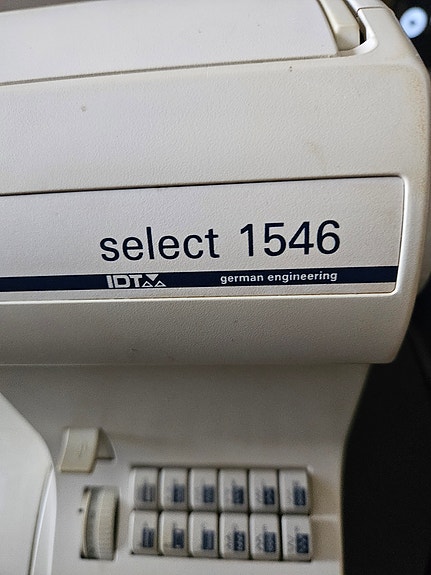 select 1546
IDT german engineering